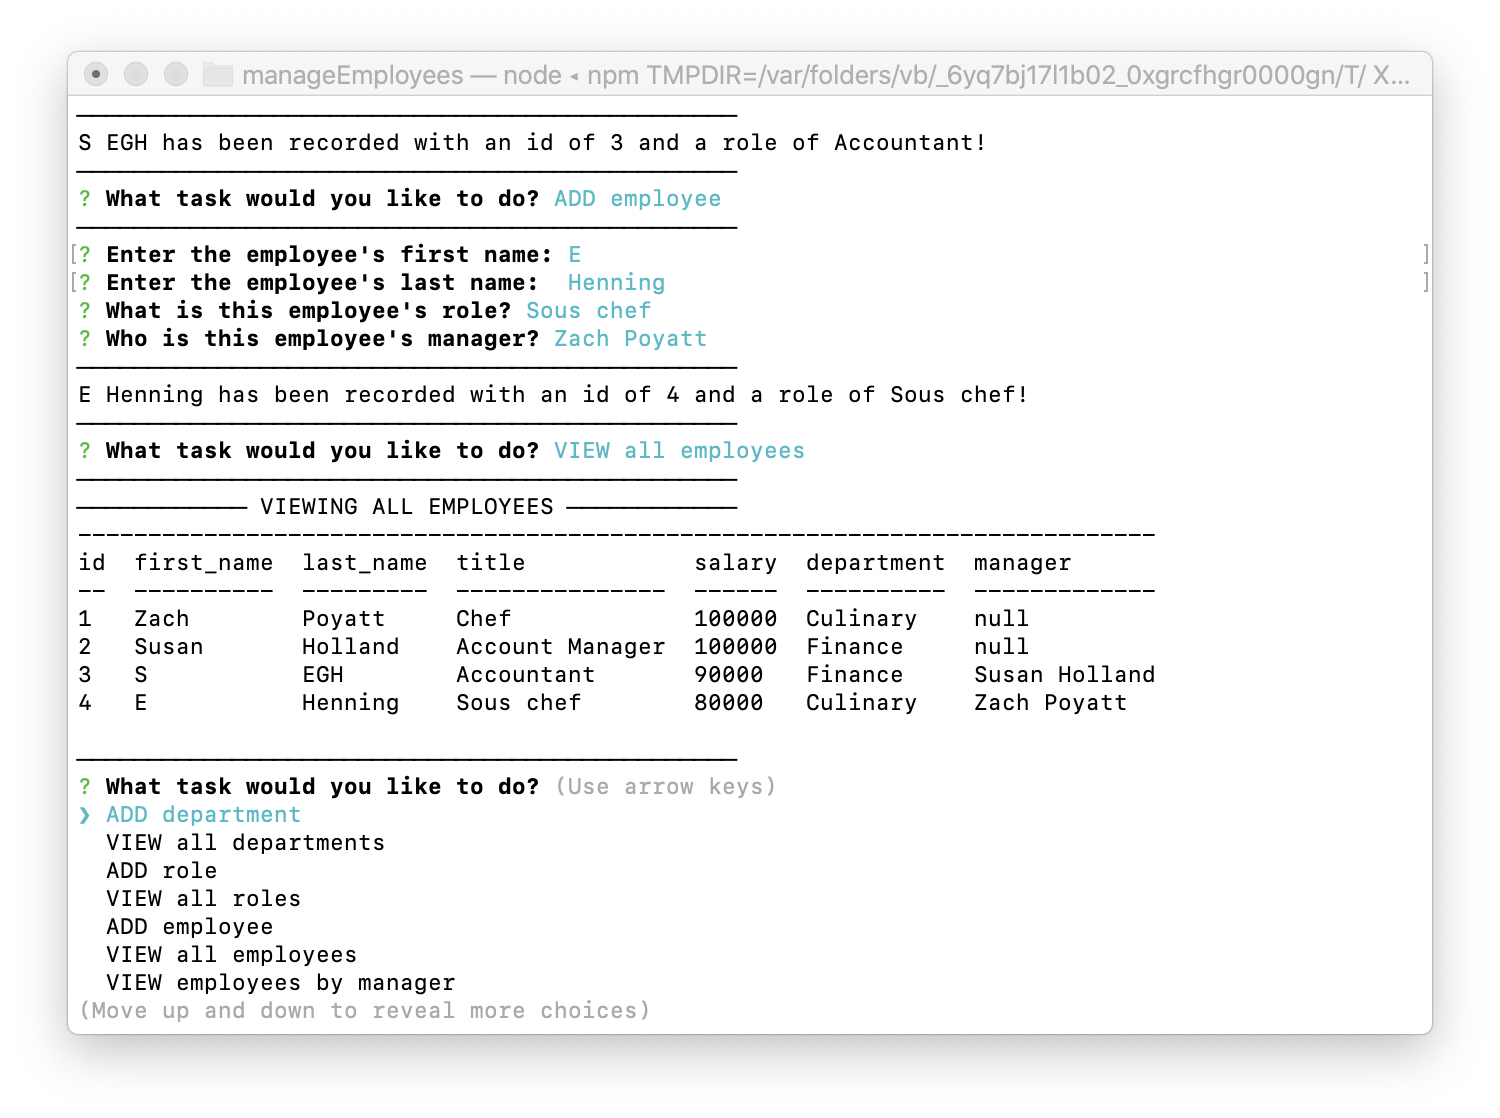 manageEmployees — node ◂ npm TMPDIR=/var/folders/vb/_6yq7bj17l1b02_0xgrcfhgr0000gn/T/ X...
S EGH has been recorded with an id of 3 and a role of Accountant!
? What task would you like to do? ADD employee
[? Enter the employee's first name: E ]
[? Enter the employee's last name:  Henning ]
? What is this employee's role? Sous chef
? Who is this employee's manager? Zach Poyatt
E Henning has been recorded with an id of 4 and a role of Sous chef!
? What task would you like to do? VIEW all employees
———————————— VIEWING ALL EMPLOYEES ————————————
id  first_name  last_name  title            salary  department  manager
--  ----------  ---------  ---------------  ------  ----------  -------------
1   Zach        Poyatt     Chef             100000  Culinary    null
2   Susan       Holland    Account Manager  100000  Finance     null
3   S           EGH        Accountant       90000   Finance     Susan Holland
4   E           Henning    Sous chef        80000   Culinary    Zach Poyatt
? What task would you like to do? (Use arrow keys)
❯ ADD department
  VIEW all departments
  ADD role
  VIEW all roles
  ADD employee
  VIEW all employees
  VIEW employees by manager
(Move up and down to reveal more choices)